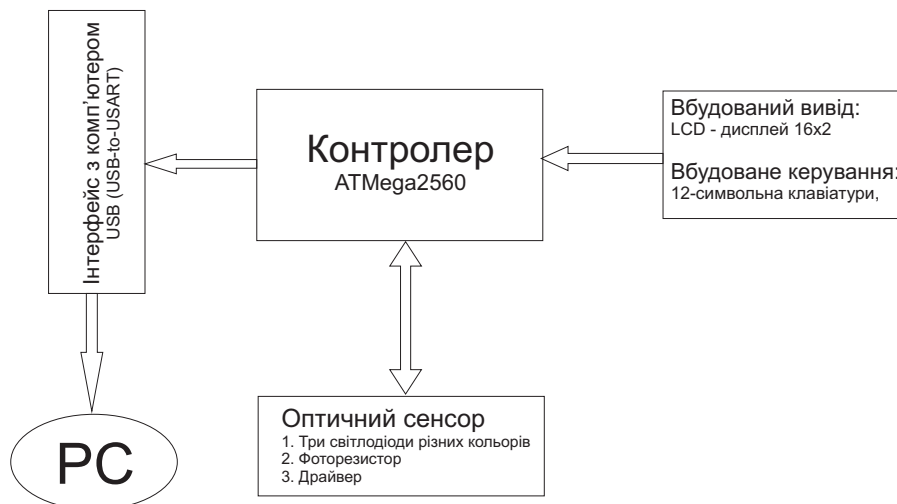 Інтерфейс з комп'ютером
USB (USB-to-USART)
Контролер
ATMega2560
Вбудований вивід:
LCD - дисплей 16x2
Вбудоване керування:
12-символьна клавіатури,
Оптичний сенсор
1. Три світлодіоди різних кольорів
2. Фоторезистор
3. Драйвер
PC